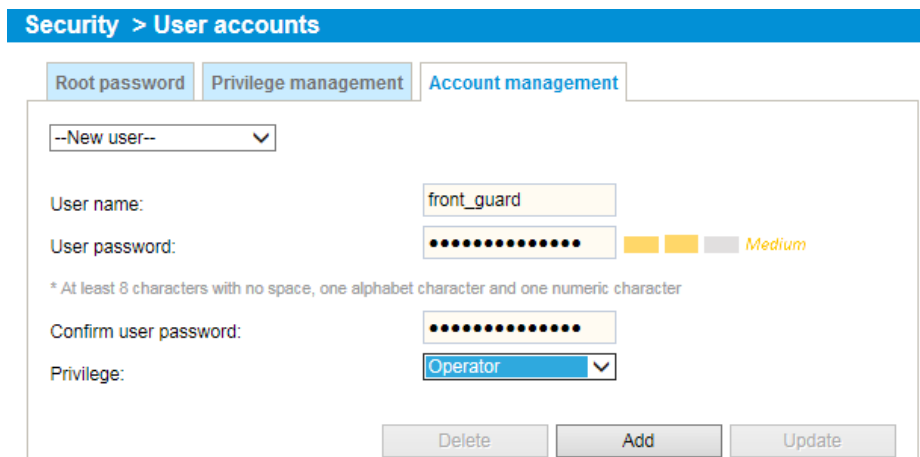 Security > User accounts
Root password Privilege management Account management
--New user--
User name: front_guard
User password: •••••••••••••• Medium
* At least 8 characters with no space, one alphabet character and one numeric character
Confirm user password: ••••••••••••••
Privilege: Operator
Delete Add Update